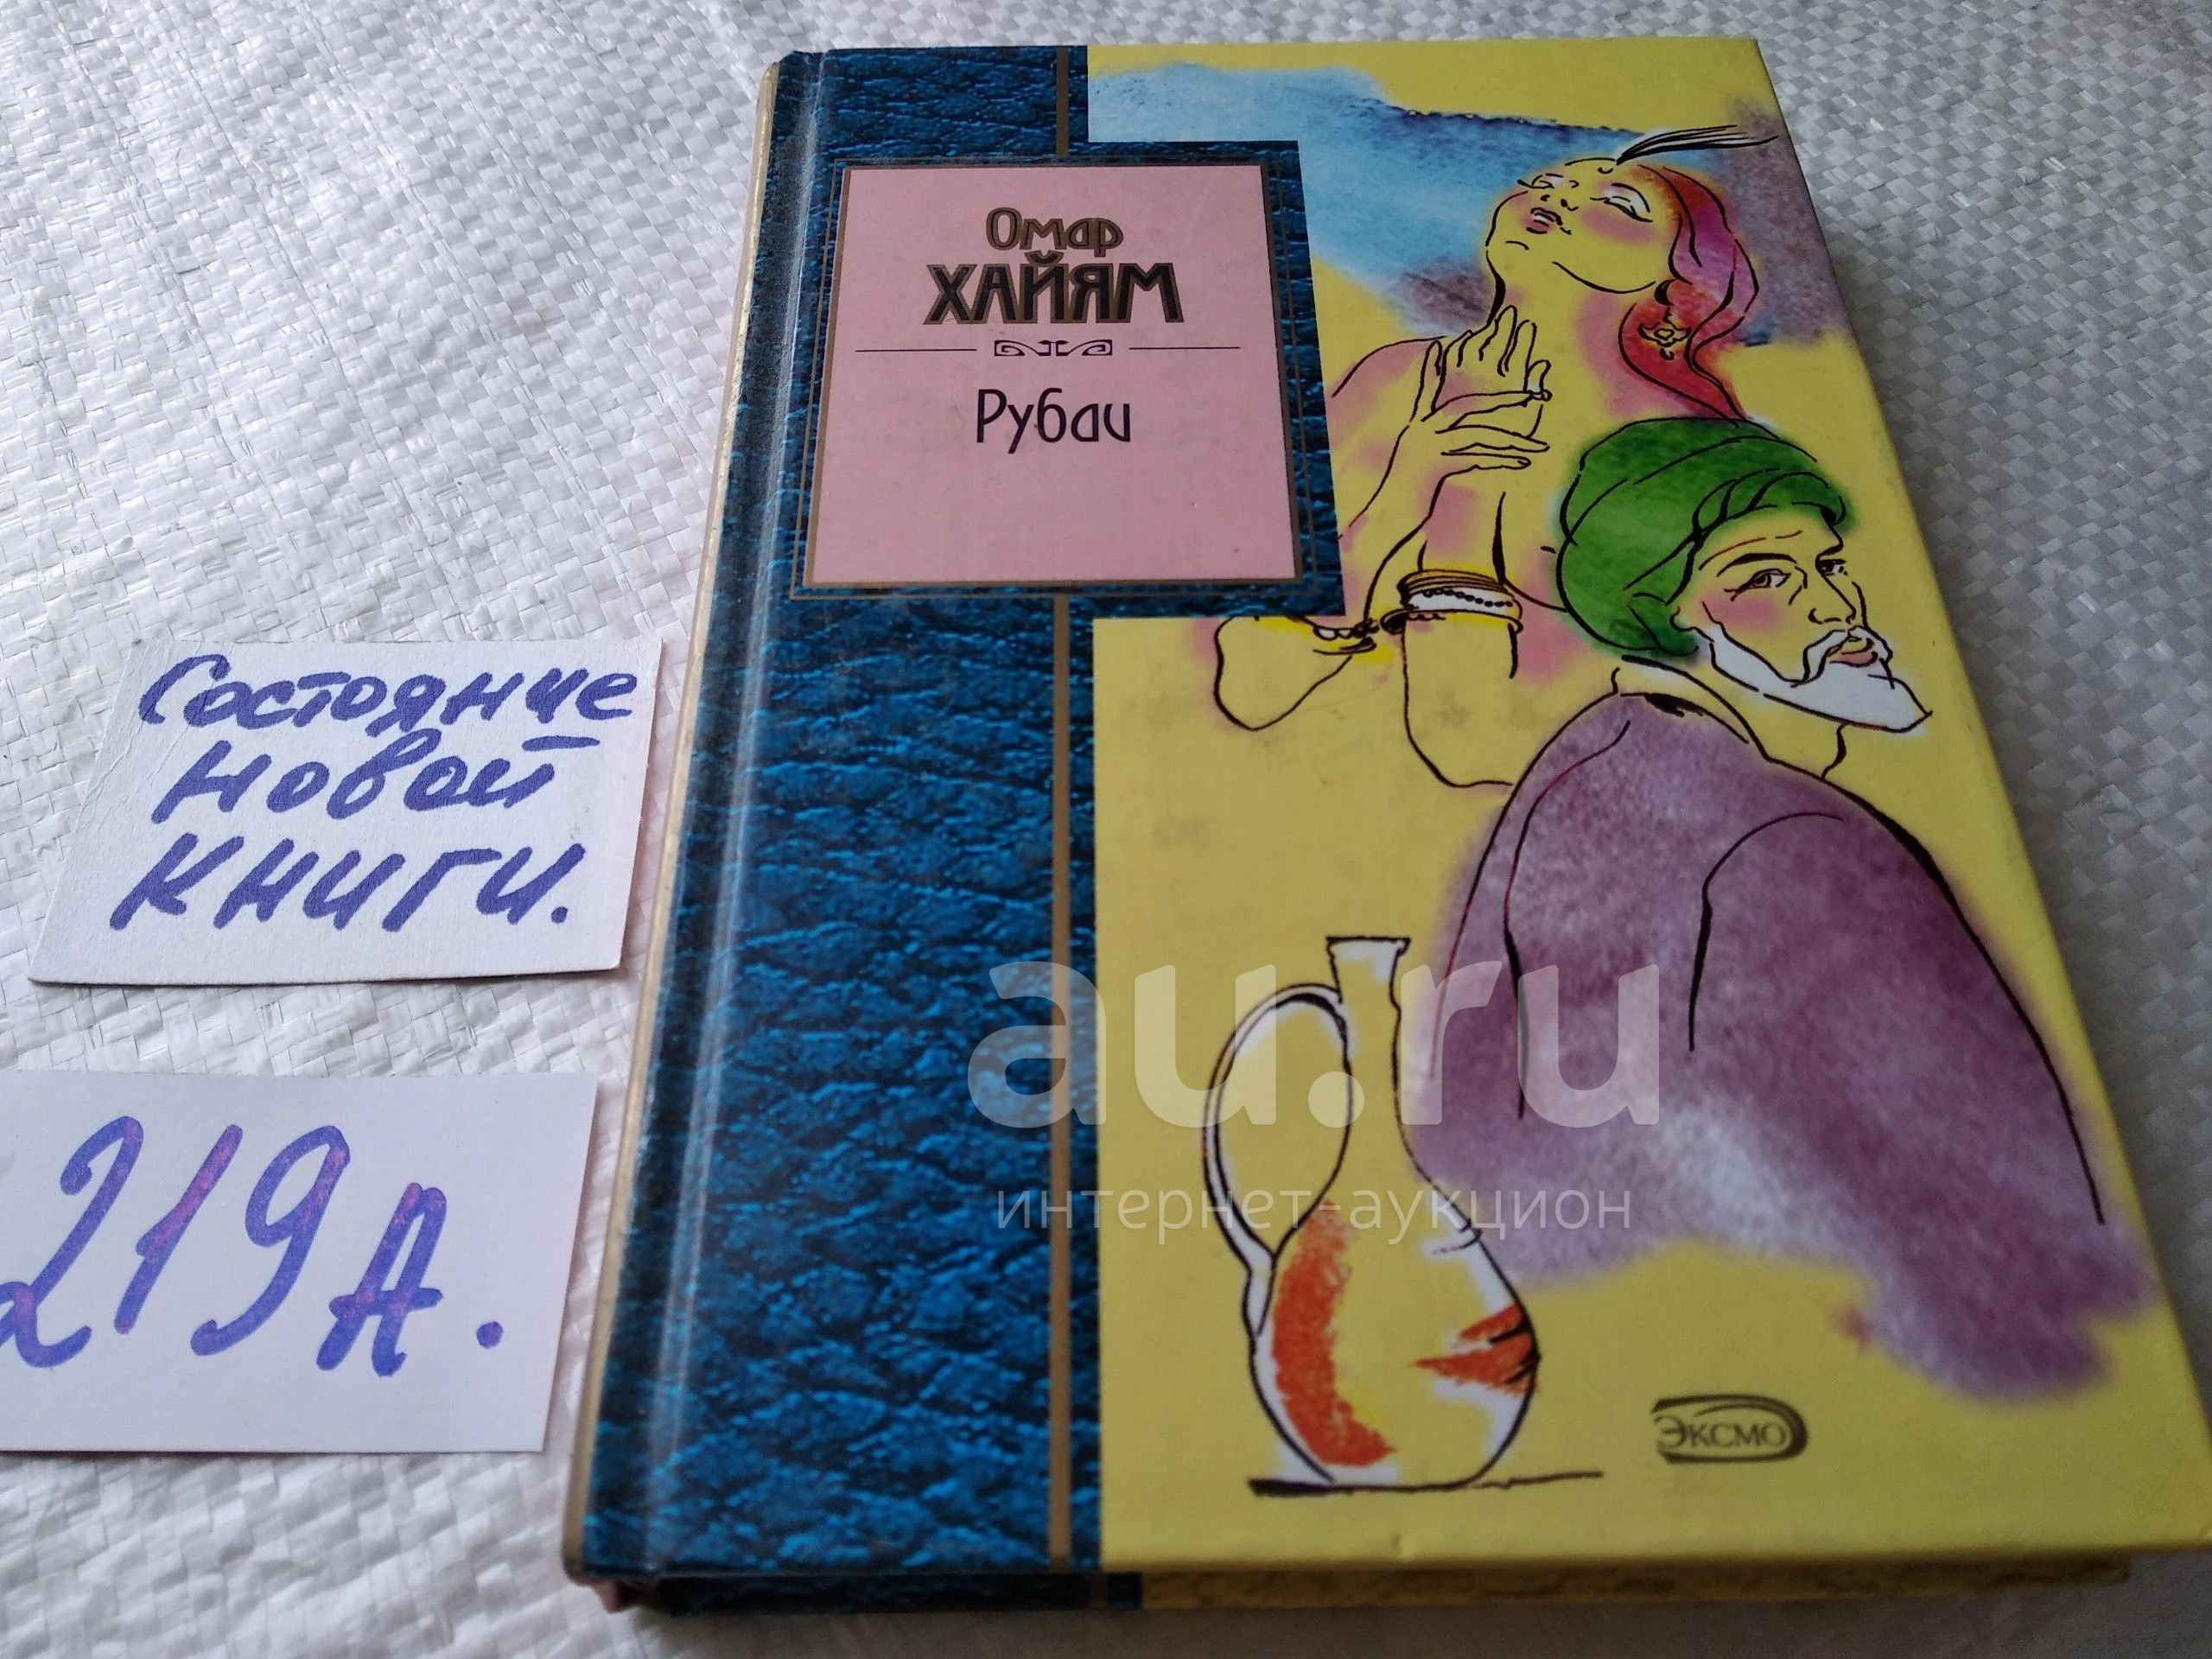 Омар
ХАЙЯМ
Рубаи
Состояние
новой
книги.
219А.
au.ru
интернет-аукцион
ЭКСМО